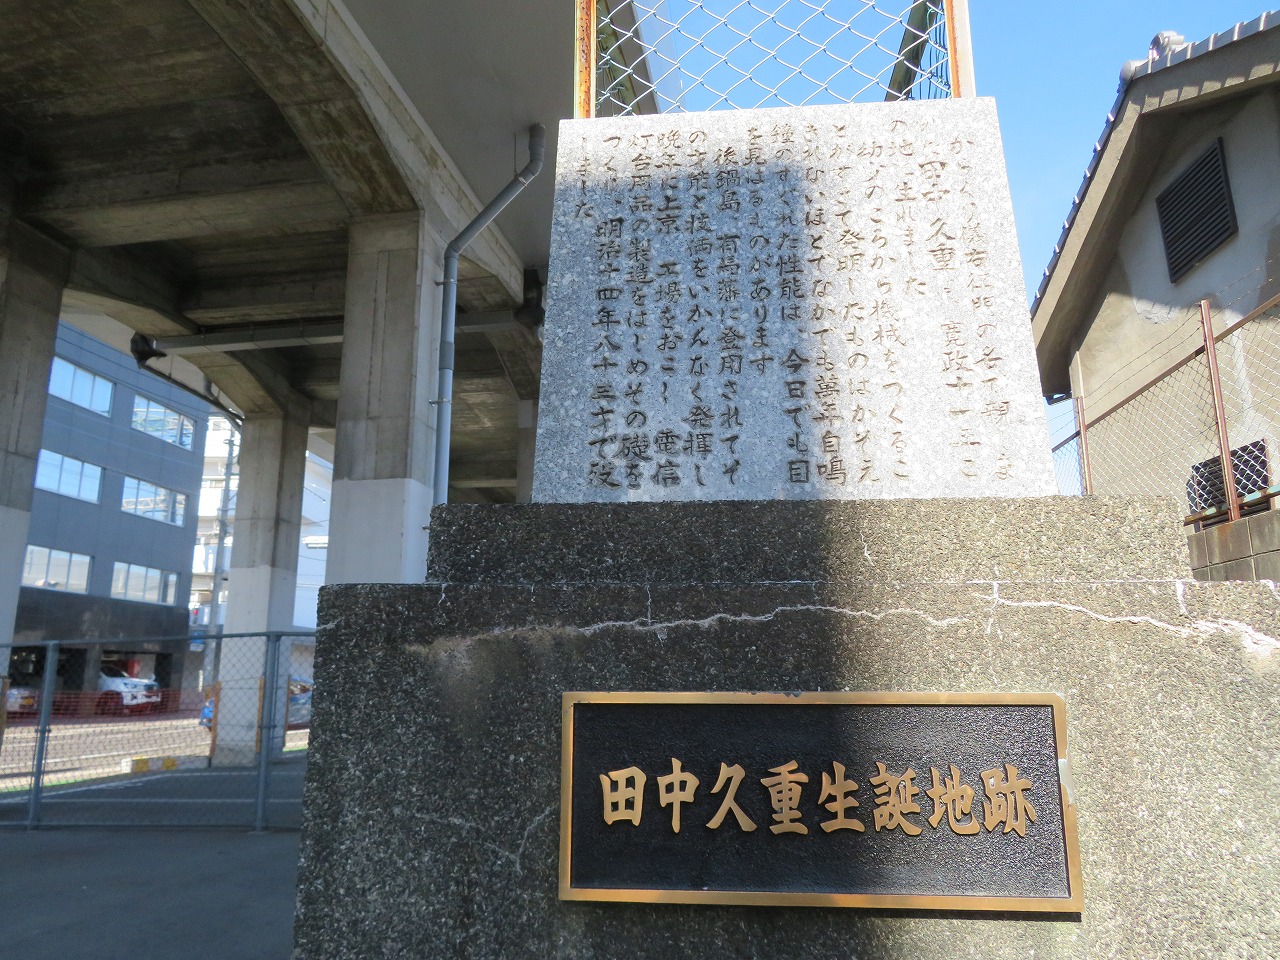 からくり儀右衛門の名で親しま
れた田中久重は、寛政十一年こ
の地に生れました
幼少のころから機械をつくるこ
とがすきで発明したものはかぞえ
きれないほどでなかでも萬年自鳴
鐘のすぐれた性能は、今日でも目
を見はるものがあります
後鍋島、有馬藩に登用されてそ
の才能と技価をいかんなく発揮し
晩年に上京、工場をおこし、電信
灯台用品の製造をはじめその礎を
つくり、明治十四年八十三才で没
しました
田中久重生誕地跡